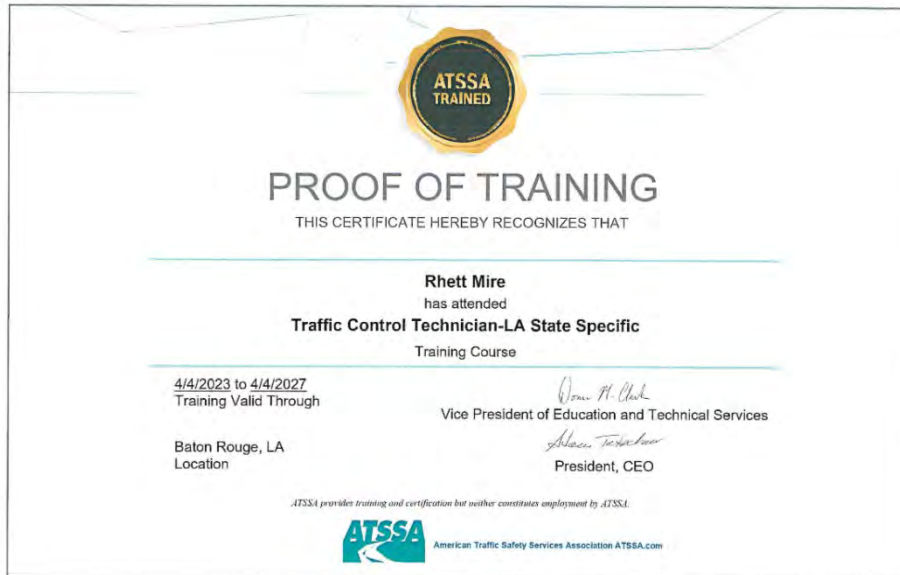 ATSSA
TRAINED
PROOF OF TRAINING
THIS CERTIFICATE HEREBY RECOGNIZES THAT
Rhett Mire
has attended
Traffic Control Technician-LA State Specific
Training Course
4/4/2023 to 4/4/2027
Training Valid Through
Vice President of Education and Technical Services
Baton Rouge, LA
Location
President, CEO
ATSSA provides training and certification but neither constitutes employment by ATSSA.
ATSSA
American Traffic Safety Services Association ATSSA.com